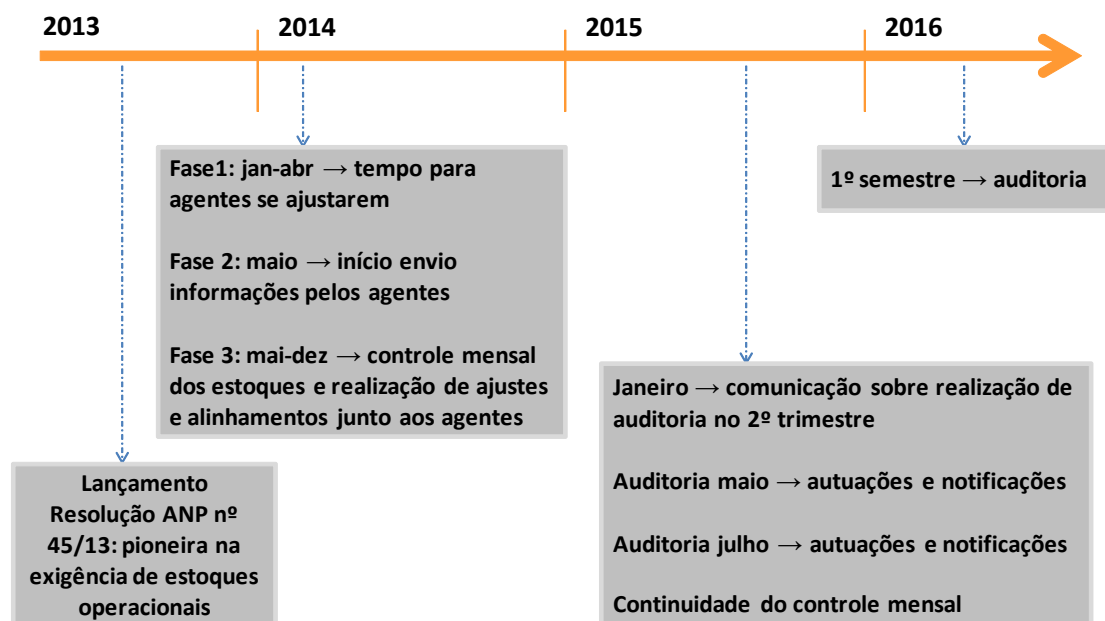 2013
2014
2015
2016
Fase1: jan-abr → tempo para
agentes se ajustarem
Fase 2: maio → início envio
informações pelos agentes
Fase 3: mai-dez → controle mensal
dos estoques e realização de ajustes
e alinhamentos junto aos agentes
1º semestre → auditoria
Lançamento
Resolução ANP nº
45/13: pioneira na
exigência de estoques
operacionais
Janeiro → comunicação sobre realização de
auditoria no 2º trimestre
Auditoria maio → autuações e notificações
Auditoria julho → autuações e notificações
Continuidade do controle mensal